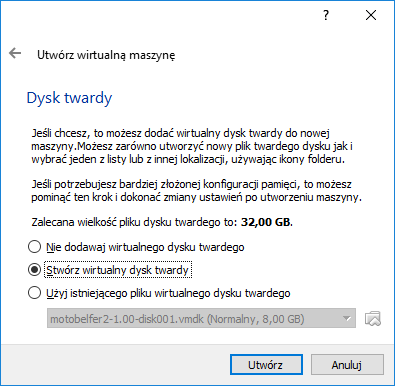 ?
Utwórz wirtualną maszynę
Dysk twardy
Jeśli chcesz, to możesz dodać wirtualny dysk twardy do nowej
maszyny.Możesz zarówno utworzyć nowy plik twardego dysku jak i
wybrać jeden z listy lub z innej lokalizacji, używając ikony folderu.
Jeśli potrzebujesz bardziej złożonej konfiguracji pamięci, to możesz
pominąć ten krok i dokonać zmiany ustawień po utworzeniu maszyny.
Zalecana wielkość pliku dysku twardego to: 32,00 GB.
Nie dodawaj wirtualnego dysku twardego
Stwórz wirtualny dysk twardy
Użyj istniejącego pliku wirtualnego dysku twardego
motobelfer2-1.00-disk001.vmdk (Normalny, 8,00 GB)
Utwórz
Anuluj